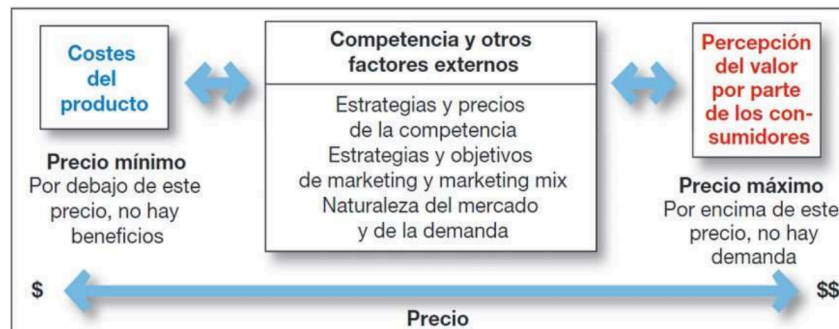 Costes
del
producto
Precio mínimo
Por debajo de este
precio, no hay
beneficios
Competencia y otros
factores externos
Estrategias y precios
de la competencia
Estrategias y objetivos
de marketing y marketing mix
Naturaleza del mercado
y de la demanda
Percepción
del valor
por parte
de los con-
sumidores
Precio máximo
Por encima de este
precio, no hay
demanda
$
$$
Precio